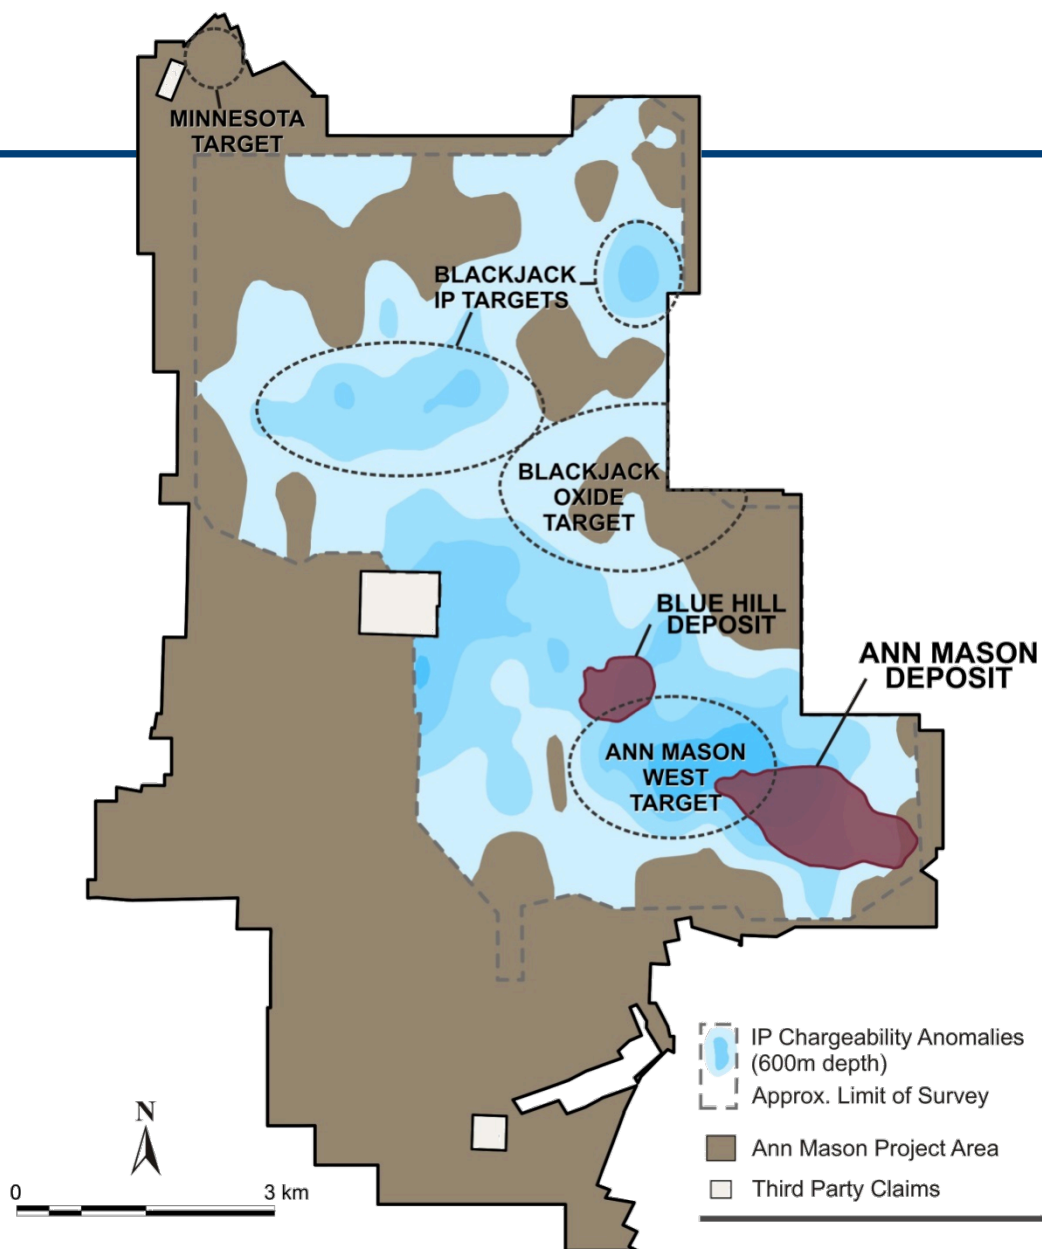 MINNESOTA
TARGET
BLACKJACK
IP TARGETS
BLACKJACK
OXIDE
TARGET
BLUE HILL
DEPOSIT
ANN MASON
DEPOSIT
ANN MASON
WEST
TARGET
IP Chargeability Anomalies
(600m depth)
Approx. Limit of Survey
Ann Mason Project Area
Third Party Claims
N
0 3 km